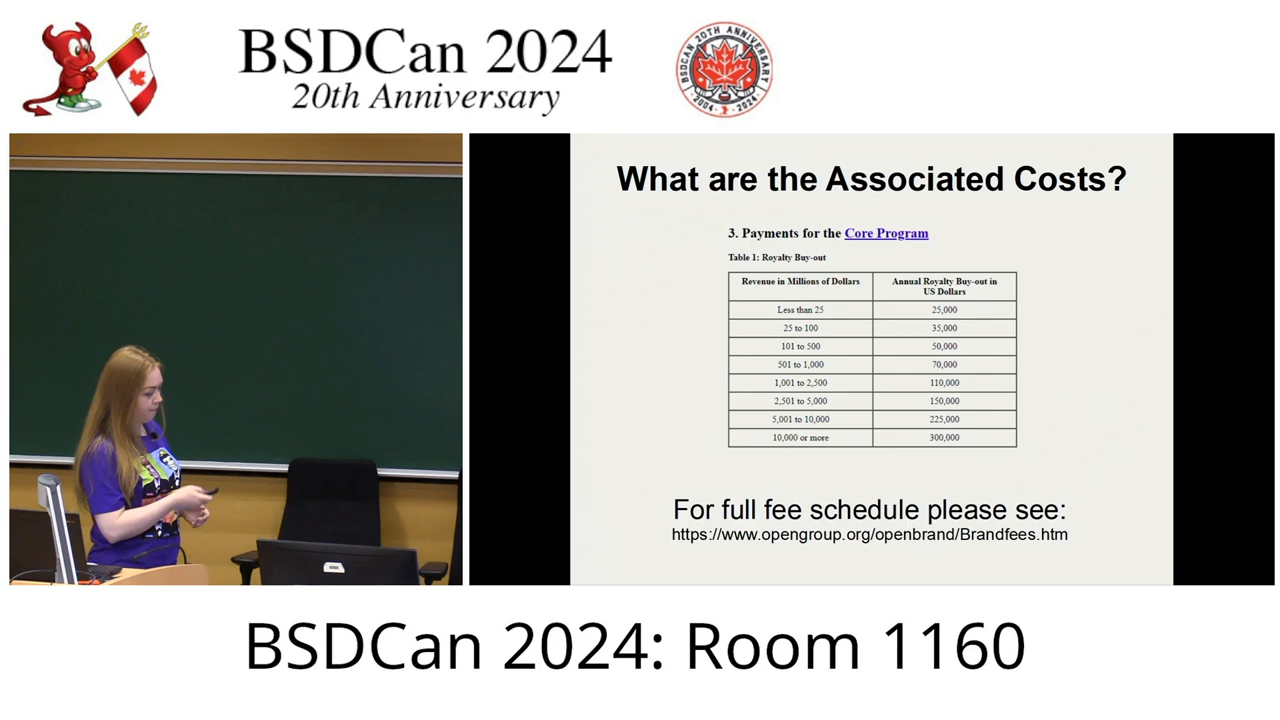 BSDCan 2024
20th Anniversary
BSDCAN 20TH ANNIVERSARY
2004 - 2024
What are the Associated Costs?
3. Payments for the Core Program
Table 1: Royalty Buy-out
Revenue in Millions of Dollars
Annual Royalty Buy-out in
US Dollars
Less than 25
25,000
25 to 100
35,000
101 to 500
50,000
501 to 1,000
70,000
1,001 to 2,500
110,000
2,501 to 5,000
150,000
5,001 to 10,000
225,000
10,000 or more
300,000
For full fee schedule please see:
https://www.opengroup.org/openbrand/Brandfees.htm
BSDCan 2024: Room 1160